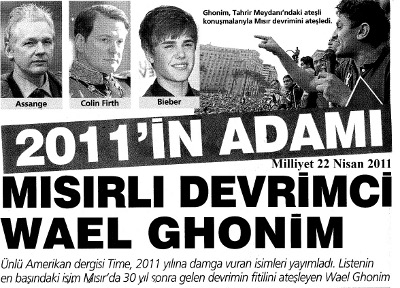 Ghonim, Tahrir Meydanı'ndaki ateşli
konuşmalarıyla Mısır devrimini ateşledi.
Assange
Colin Firth
Bieber
2011'İN ADAMI
Milliyet 22 Nisan 2011
MISIRLI DEVRİMCİ
WAEL GHONIM
Ünlü Amerikan dergisi Time, 2011 yılına damga vuran isimleri yayımladı. Listenin
en başındaki isim Mısır'da 30 yıl sonra gelen devrimin fitilini ateşleyen Wael Ghonim